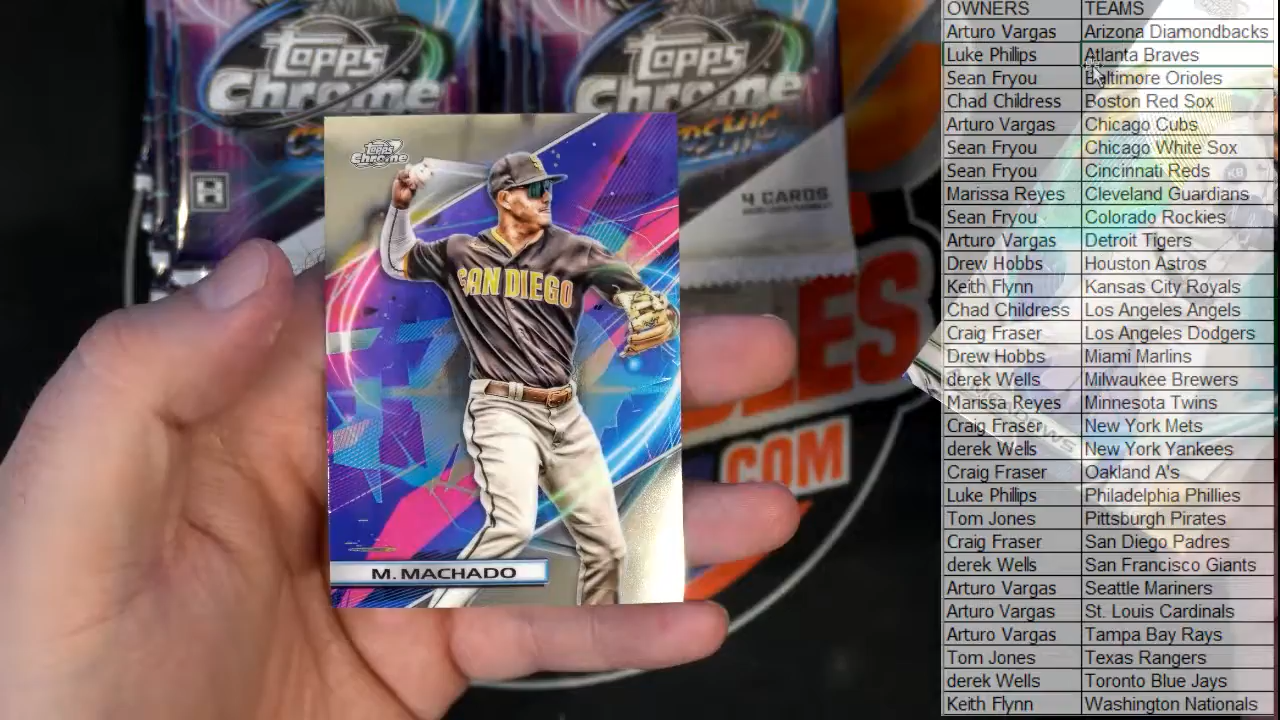 Topps
Chrome
COSMIC
H
Topps
Chrome
COSMIC
4 CARDS
Topps
Chrome
SAN DIEGO
M. MACHADO
.COM
OWNERS TEAMS
Arturo Vargas Arizona Diamondbacks
Luke Phillps Atlanta Braves
Sean Fryou Baltimore Orioles
Chad Childress Boston Red Sox
Arturo Vargas Chicago Cubs
Sean Fryou Chicago White Sox
Sean Fryou Cincinnati Reds
Marissa Reyes Cleveland Guardians
Sean Fryou Colorado Rockies
Arturo Vargas Detroit Tigers
Drew Hobbs Houston Astros
Keith Flynn Kansas City Royals
Chad Childress Los Angeles Angels
Craig Fraser Los Angeles Dodgers
Drew Hobbs Miami Marlins
derek Wells Milwaukee Brewers
Marissa Reyes Minnesota Twins
Craig Fraser New York Mets
derek Wells New York Yankees
Craig Fraser Oakland A's
Luke Phillps Philadelphia Phillies
Tom Jones Pittsburgh Pirates
Craig Fraser San Diego Padres
derek Wells San Francisco Giants
Arturo Vargas Seattle Mariners
Arturo Vargas St. Louis Cardinals
Arturo Vargas Tampa Bay Rays
Tom Jones Texas Rangers
derek Wells Toronto Blue Jays
Keith Flynn Washington Nationals